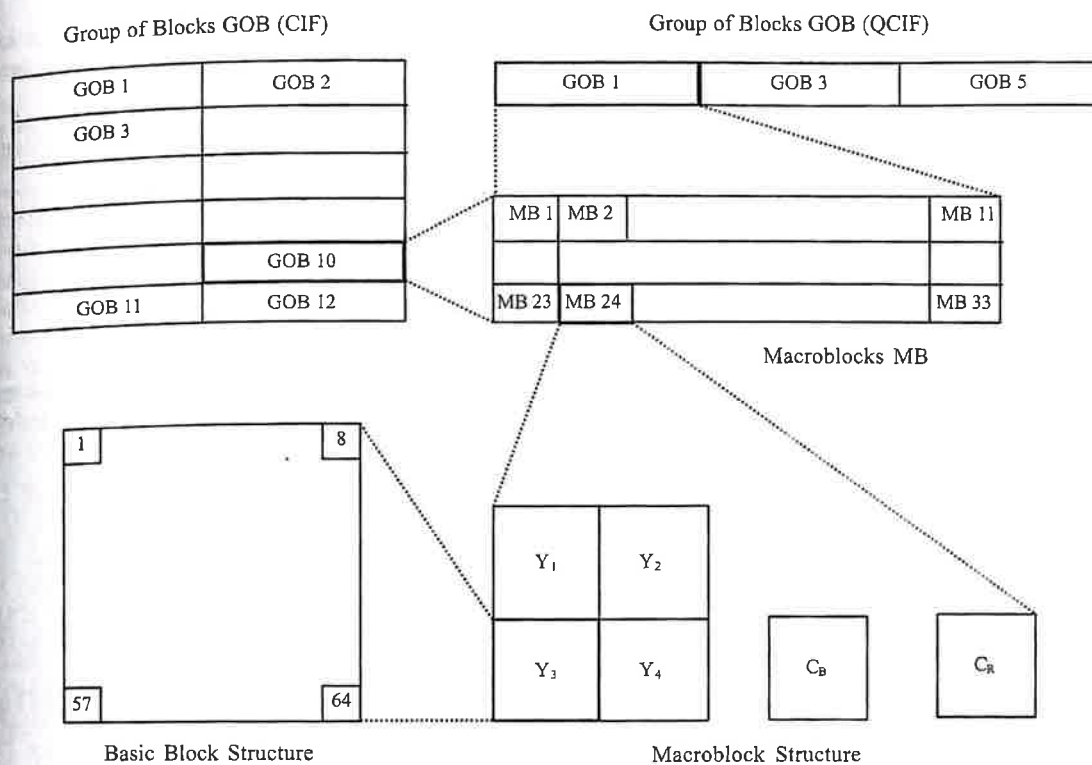 Group of Blocks GOB (CIF)
Group of Blocks GOB (QCIF)
GOB 1
GOB 2
GOB 3
GOB 10
GOB 11
GOB 12
GOB 1
GOB 3
GOB 5
MB 1
MB 2
MB 11
MB 23
MB 24
MB 33
Macroblocks MB
1
8
57
64
Basic Block Structure
Y1
Y2
Y3
Y4
CB
CR
Macroblock Structure